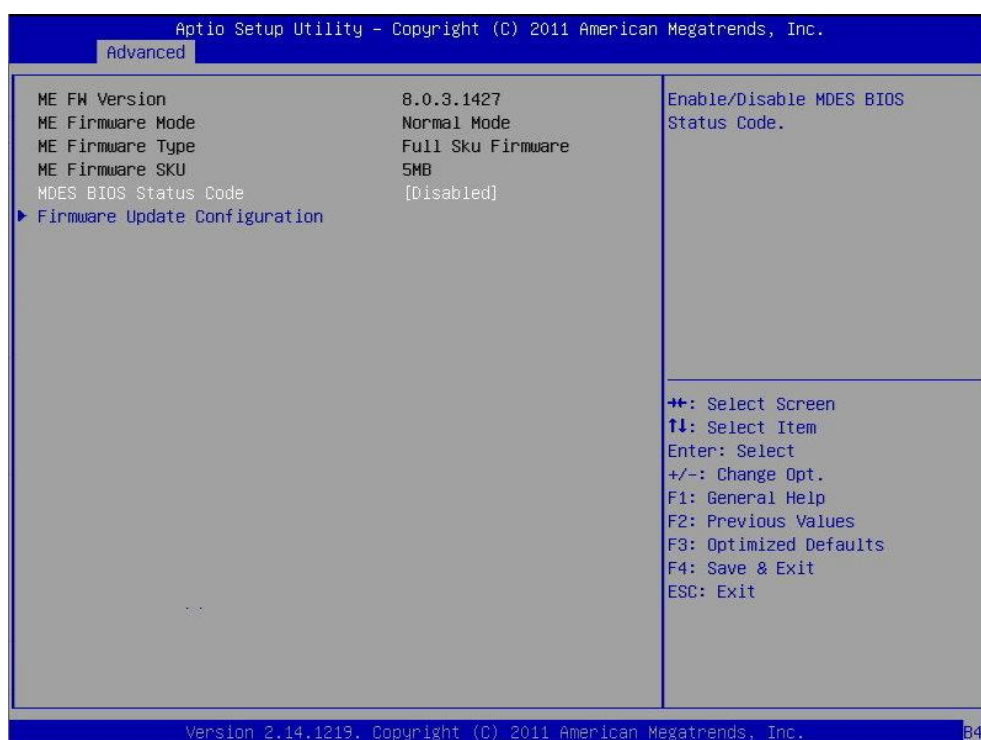 Aptio Setup Utility – Copyright (C) 2011 American Megatrends, Inc.
Advanced
ME FW Version 8.0.3.1427
ME Firmware Mode Normal Mode
ME Firmware Type Full Sku Firmware
ME Firmware SKU 5MB
MDES BIOS Status Code [Disabled]
Firmware Update Configuration
Enable/Disable MDES BIOS
Status Code.
→←: Select Screen
↑↓: Select Item
Enter: Select
+/-: Change Opt.
F1: General Help
F2: Previous Values
F3: Optimized Defaults
F4: Save & Exit
ESC: Exit
Version 2.14.1219. Copyright (C) 2011 American Megatrends, Inc.
B4